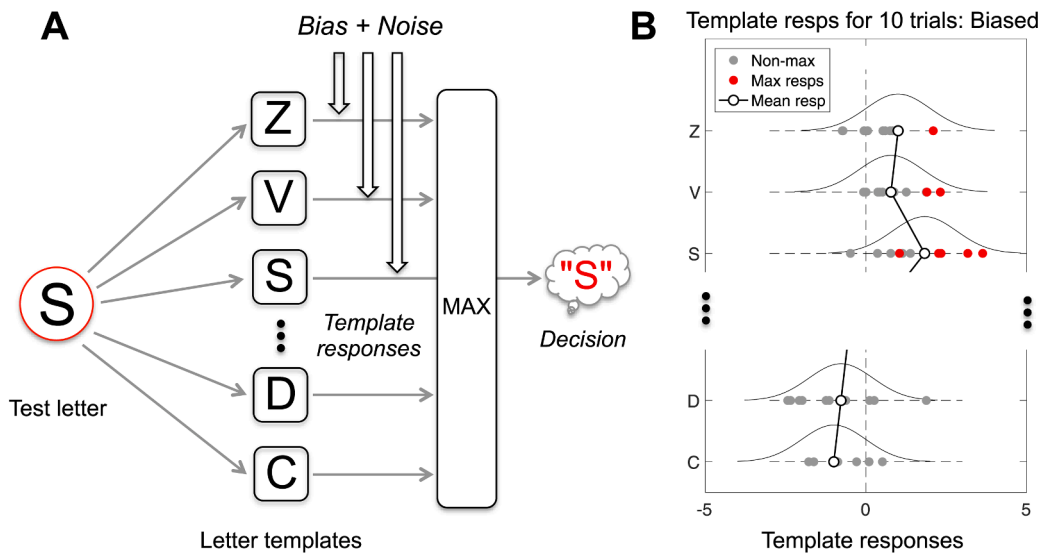 A
Bias + Noise
Z
V
S
S
D
C
MAX
"S"
Template
responses
Decision
Test letter
Letter templates
B
Template resps for 10 trials: Biased
Non-max
Max resps
Mean resp
Z
V
S
D
C
-5
0
5
Template responses